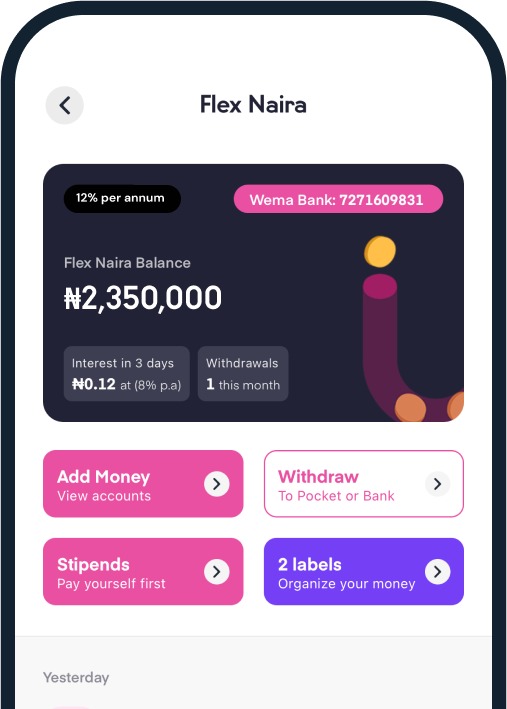 Flex Naira
12% per annum
Wema Bank: 7271609831
Flex Naira Balance
₦2,350,000
Interest in 3 days
₦0.12 at (8% p.a)
Withdrawals
1 this month
Add Money
View accounts
Withdraw
To Pocket or Bank
Stipends
Pay yourself first
2 labels
Organize your money
Yesterday